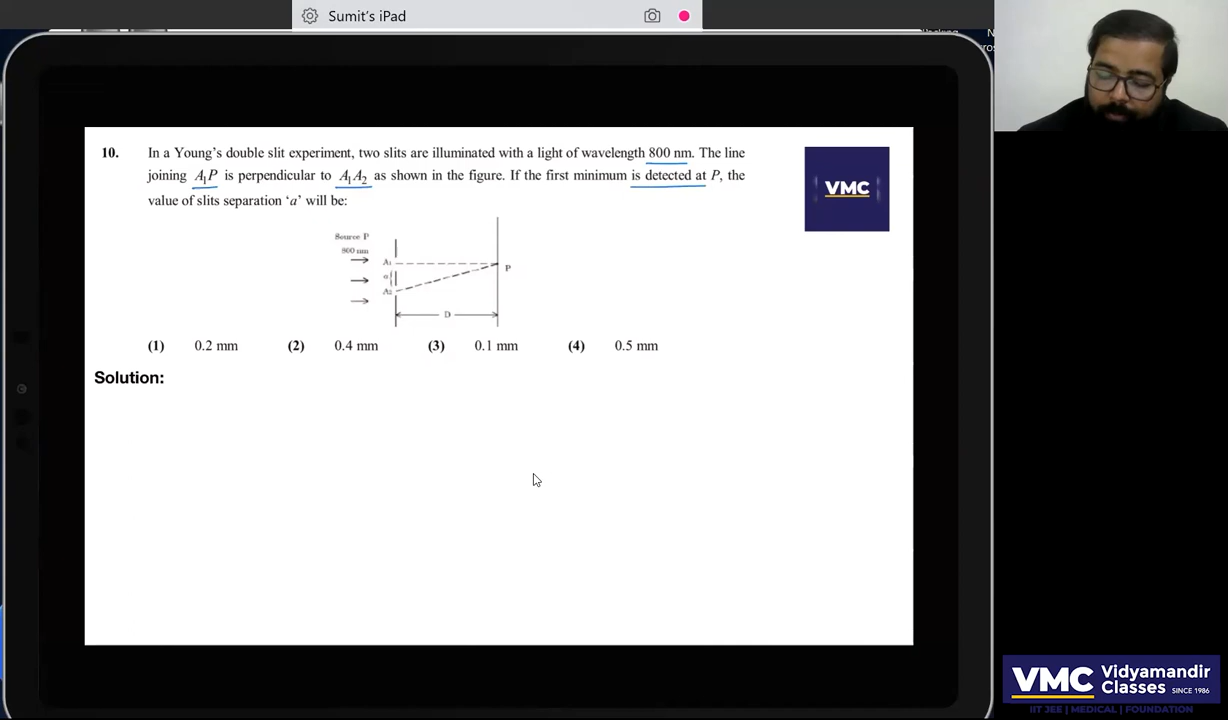 Sumit's iPad
10. In a Young's double slit experiment, two slits are illuminated with a light of wavelength 800 nm. The line
joining A₁P is perpendicular to A₁A₂ as shown in the figure. If the first minimum is detected at P, the
value of slits separation 'a' will be:
VMC
Source P
800 nm
A₁
P
a
A₂
D
(1) 0.2 mm (2) 0.4 mm (3) 0.1 mm (4) 0.5 mm
Solution:
VMC Vidyamandir
Classes SINCE 1986
IIT JEE | MEDICAL | FOUNDATION